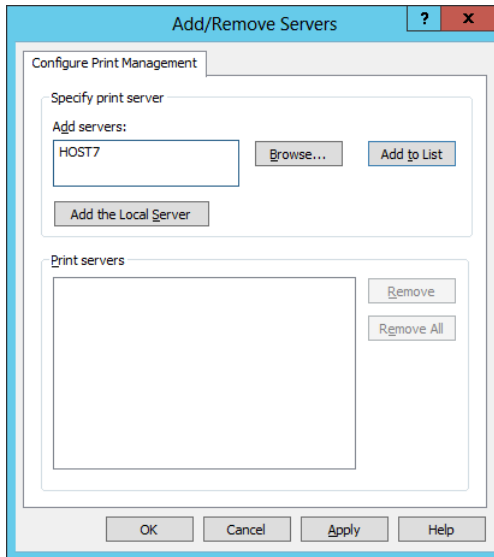 Add/Remove Servers
?
x
Configure Print Management
Specify print server
Add servers:
HOST7
Browse...
Add to List
Add the Local Server
Print servers
Remove
Remove All
OK
Cancel
Apply
Help